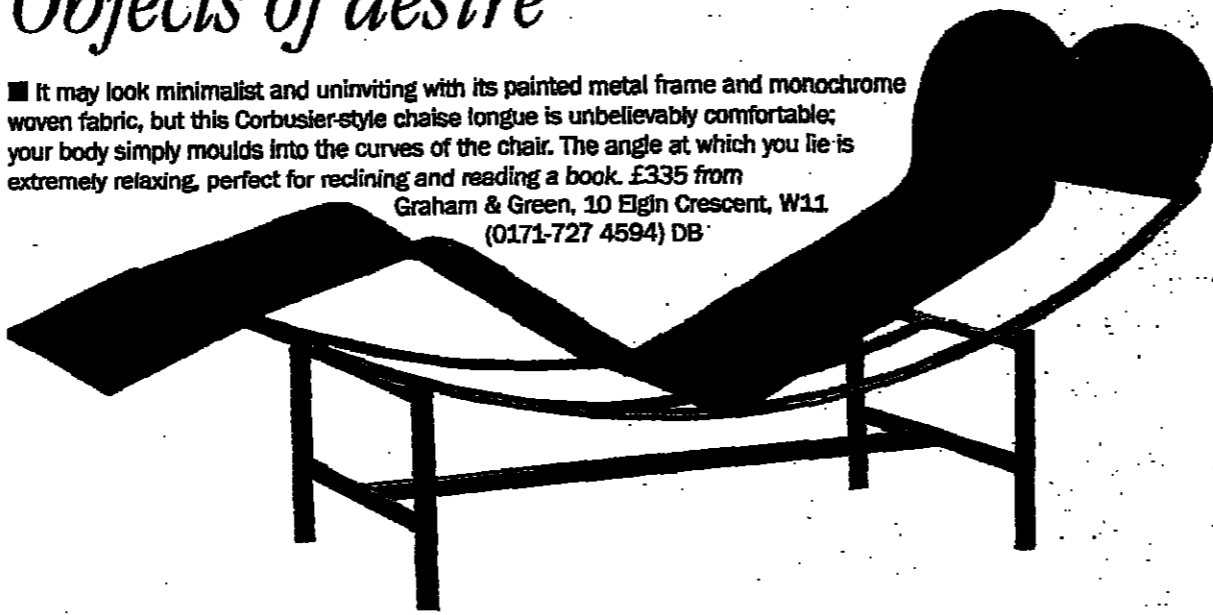 Objects of desire
■ It may look minimalist and uninviting with its painted metal frame and monochrome
woven fabric, but this Corbusier-style chaise longue is unbelievably comfortable;
your body simply moulds into the curves of the chair. The angle at which you lie is
extremely relaxing, perfect for reclining and reading a book. £335 from
Graham & Green, 10 Elgin Crescent, W11
(0171-727 4594) DB